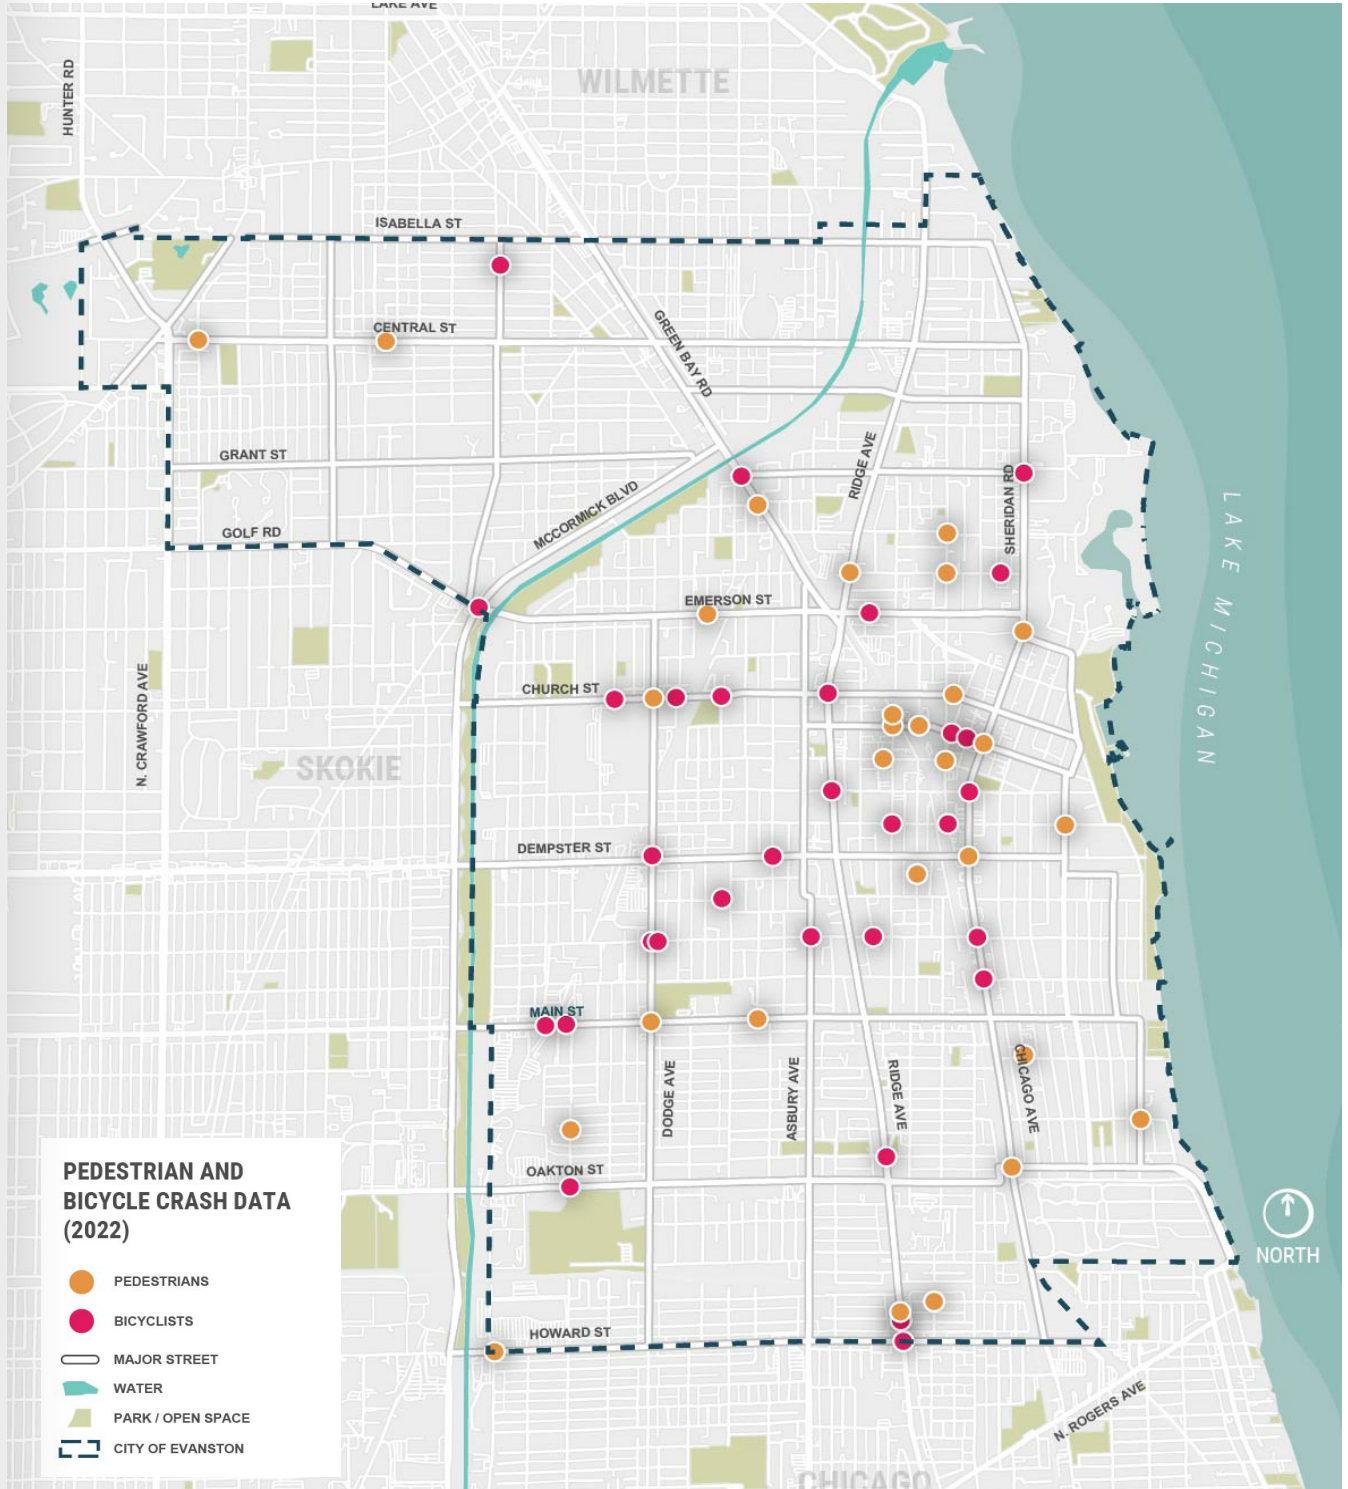 LAKE AVE
HUNTER RD
WILMETTE
ISABELLA ST
CENTRAL ST
GREEN BAY RD
GRANT ST
RIDGE AVE
SHERIDAN RD
MCCORMICK BLVD
GOLF RD
LAKE MICHIGAN
EMERSON ST
CHURCH ST
N. CRAWFORD AVE
SKOKIE
DEMPSTER ST
MAIN ST
DODGE AVE
ASBURY AVE
RIDGE AVE
CHICAGO AVE
OAKTON ST
HOWARD ST
N. ROGERS AVE
CHICAGO
NORTH
PEDESTRIAN AND
BICYCLE CRASH DATA
(2022)
PEDESTRIANS
BICYCLISTS
MAJOR STREET
WATER
PARK / OPEN SPACE
CITY OF EVANSTON